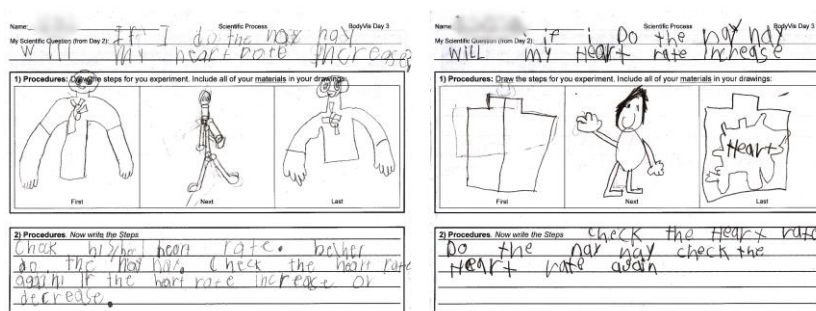 Name: Scientific Process BodyVis Day 3
My Scientific Question (from Day 2): If I do the nay nay
will my heart rate increase
1) Procedures: Draw the steps for you experiment. Include all of your materials in your drawings:
First Next Last
2) Procedures. Now write the Steps
Check his/her heart rate. he/her
do the nay nay. Check the heart rate
again if the hart rate increase or
decrease.
Name: Scientific Process BodyVis Day 3
My Scientific Question (from Day 2): if i Do the nay nay
will my Heart rate increase
1) Procedures: Draw the steps for you experiment. Include all of your materials in your drawings:
Heart
First Next Last
2) Procedures. Now write the Steps check the Heart rate
Do the nay nay check the
Heart rate again